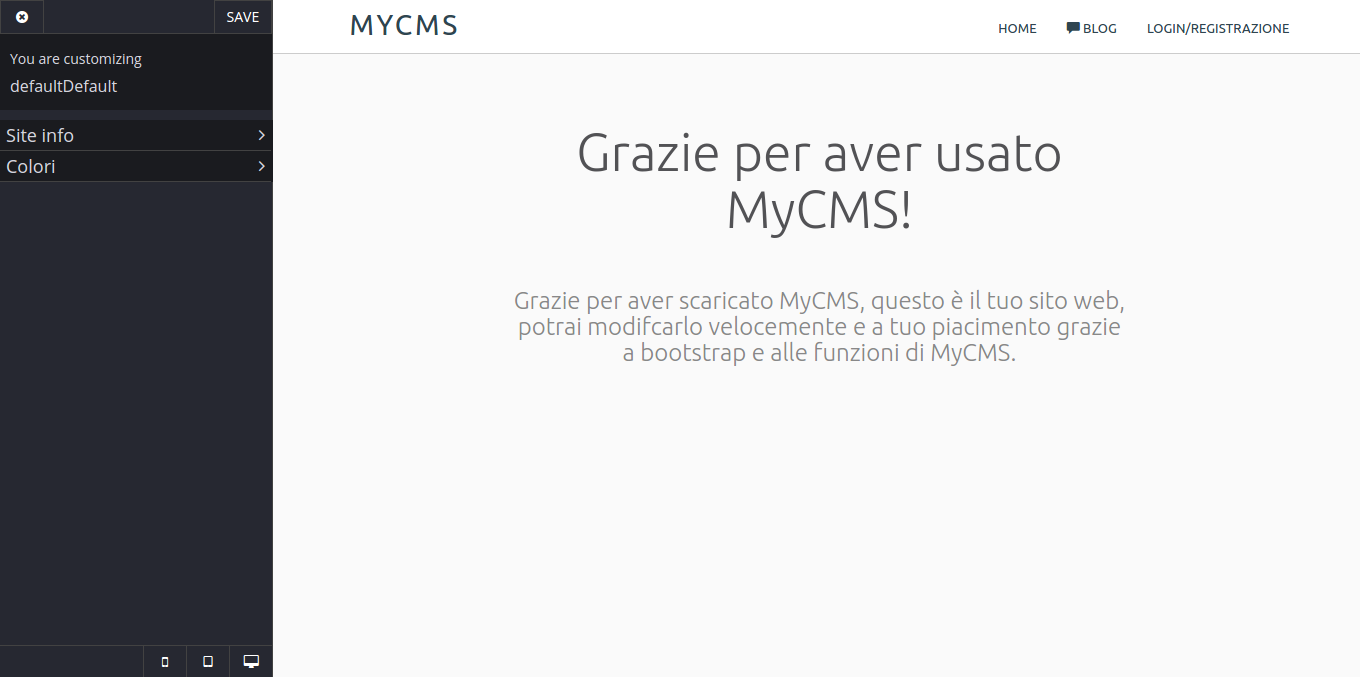 SAVE
You are customizing
defaultDefault
Site info
Colori
MYCMS
HOME
BLOG
LOGIN/REGISTRAZIONE
Grazie per aver usato
MyCMS!
Grazie per aver scaricato MyCMS, questo è il tuo sito web,
potrai modifcarlo velocemente e a tuo piacimento grazie
a bootstrap e alle funzioni di MyCMS.